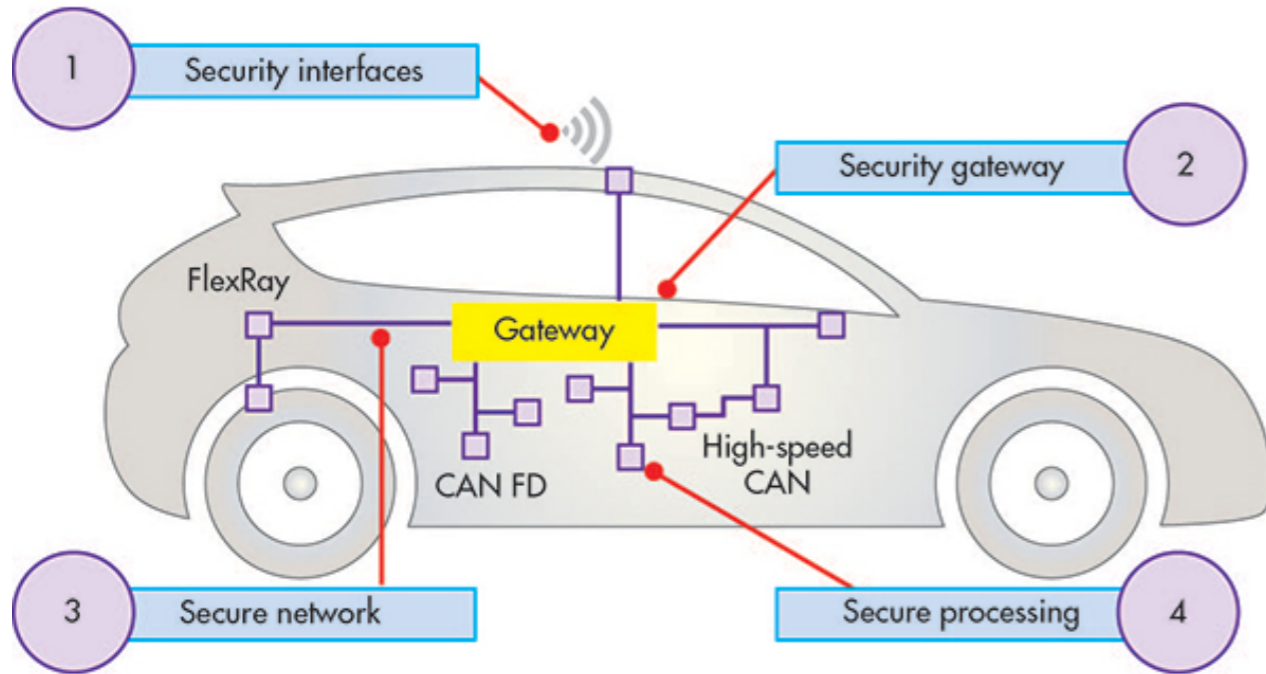 1
Security interfaces
Security gateway
2
FlexRay
Gateway
High-speed
CAN
CAN FD
3
Secure network
Secure processing
4